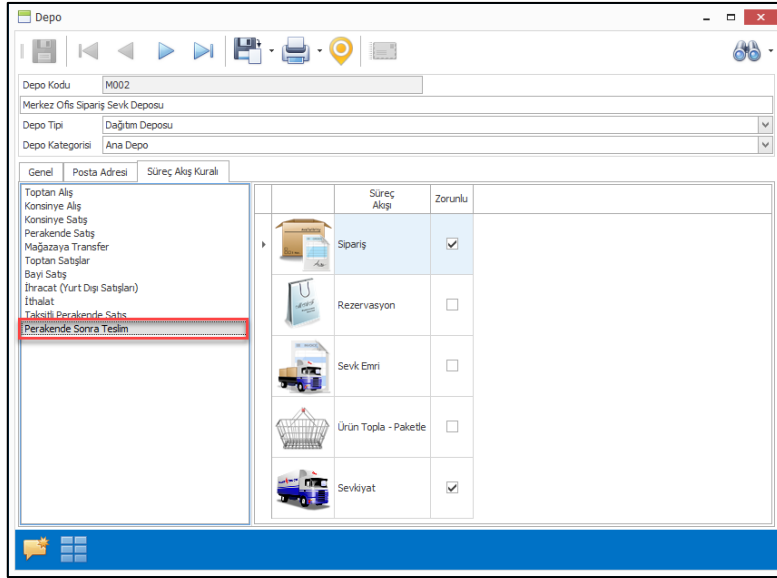 Depo
Depo Kodu M002
Merkez Ofis Sipariş Sevk Deposu
Depo Tipi Dağıtım Deposu
Depo Kategorisi Ana Depo
Genel Posta Adresi Süreç Akış Kuralı
Toptan Alış
Konsinye Alış
Konsinye Satış
Perakende Satış
Mağazaya Transfer
Toptan Satışlar
Bayi Satış
İhracat (Yurt Dışı Satışları)
İthalat
Taksitli Perakende Satış
Perakende Sonra Teslim
Süreç Akışı Zorunlu
Sipariş
Rezervasyon
Sevk Emri
Ürün Topla - Paketle
Sevkiyat